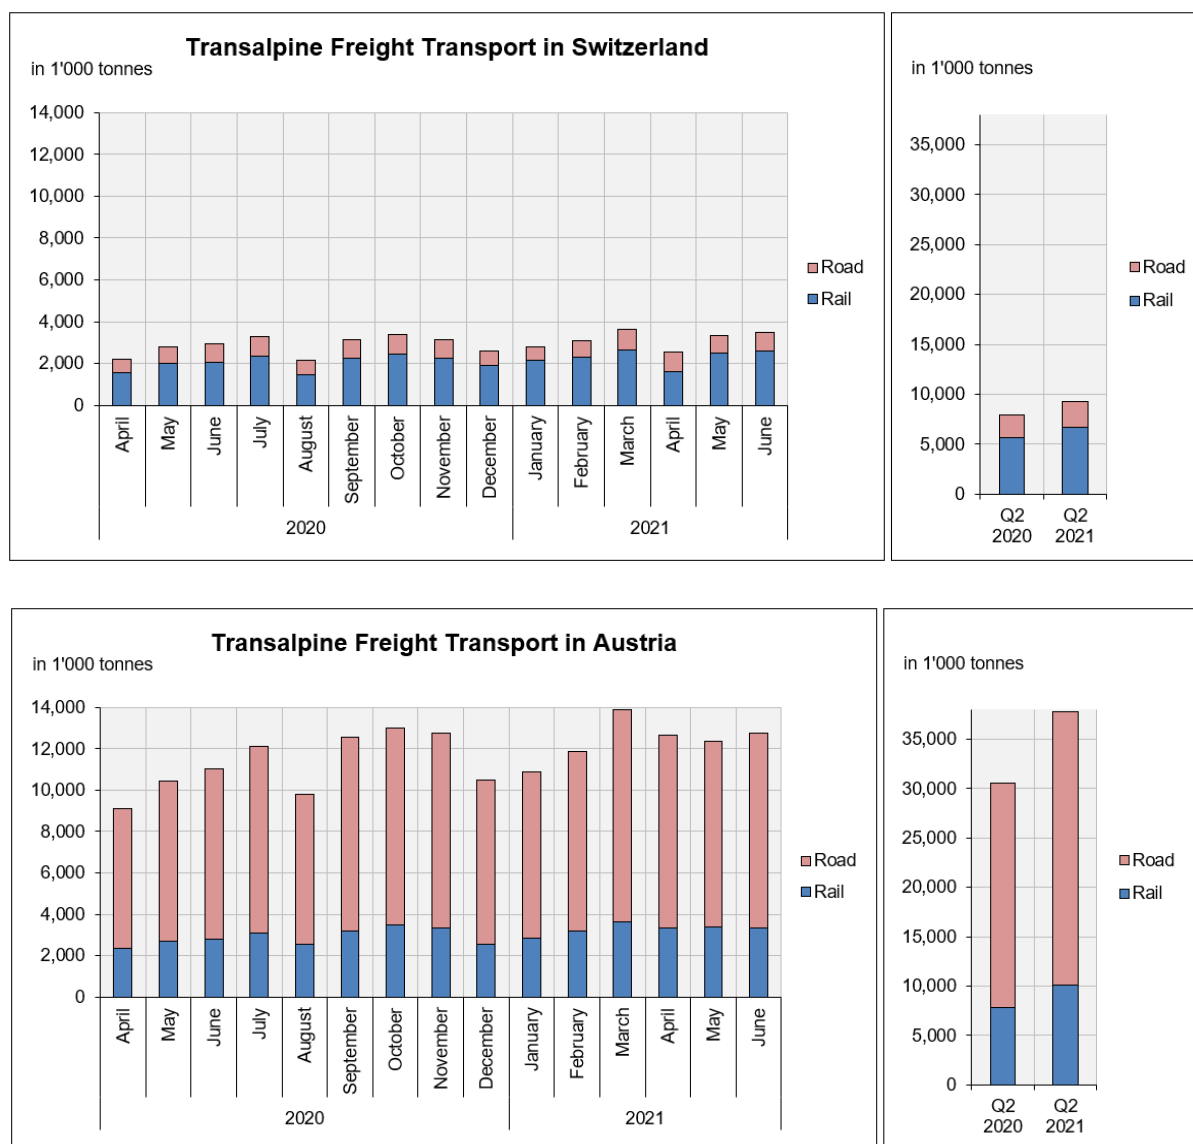 Transalpine Freight Transport in Switzerland
in 1'000 tonnes
14,000
12,000
10,000
8,000
6,000
4,000
2,000
0
Road
Rail
April
May
June
July
August
September
October
November
December
January
February
March
April
May
June
2020
2021
in 1'000 tonnes
35,000
30,000
25,000
20,000
15,000
10,000
5,000
0
Road
Rail
Q2
2020
Q2
2021
Transalpine Freight Transport in Austria
in 1'000 tonnes
14,000
12,000
10,000
8,000
6,000
4,000
2,000
0
Road
Rail
April
May
June
July
August
September
October
November
December
January
February
March
April
May
June
2020
2021
in 1'000 tonnes
35,000
30,000
25,000
20,000
15,000
10,000
5,000
0
Road
Rail
Q2
2020
Q2
2021